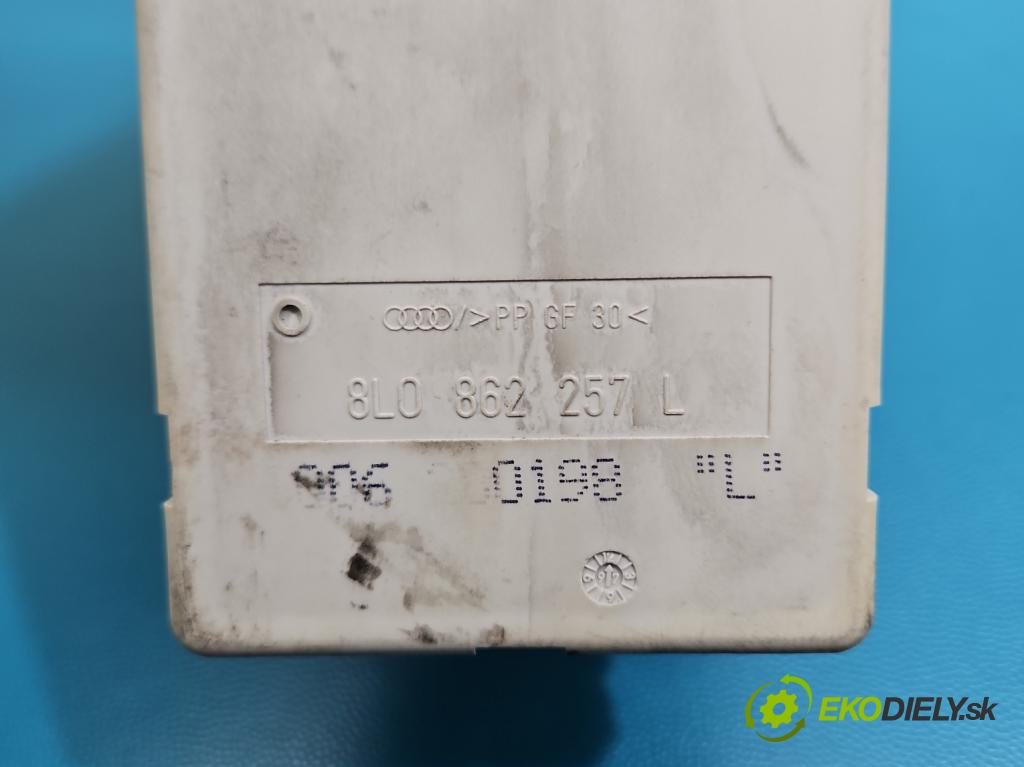 />PP GF 30<
8L0 862 257 L
0198 "L"
EKODIELY.sk